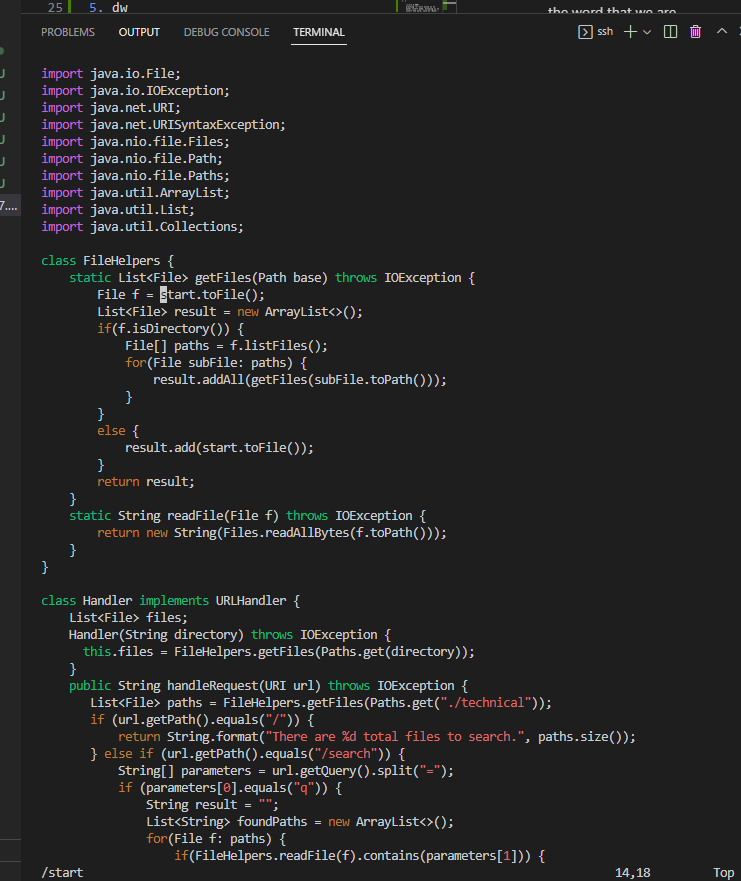 25 5. dw
the word that we are
PROBLEMS OUTPUT DEBUG CONSOLE TERMINAL
ssh
import java.io.File;
import java.io.IOException;
import java.net.URI;
import java.net.URISyntaxException;
import java.nio.file.Files;
import java.nio.file.Path;
import java.nio.file.Paths;
import java.util.ArrayList;
import java.util.List;
import java.util.Collections;
class FileHelpers {
    static List<File> getFiles(Path base) throws IOException {
        File f = start.toFile();
        List<File> result = new ArrayList<>();
        if(f.isDirectory()) {
            File[] paths = f.listFiles();
            for(File subFile: paths) {
                result.addAll(getFiles(subFile.toPath()));
            }
        }
        else {
            result.add(start.toFile());
        }
        return result;
    }
    static String readFile(File f) throws IOException {
        return new String(Files.readAllBytes(f.toPath()));
    }
}
class Handler implements URLHandler {
    List<File> files;
    Handler(String directory) throws IOException {
      this.files = FileHelpers.getFiles(Paths.get(directory));
    }
    public String handleRequest(URI url) throws IOException {
       List<File> paths = FileHelpers.getFiles(Paths.get("./technical"));
       if (url.getPath().equals("/")) {
           return String.format("There are %d total files to search.", paths.size());
       } else if (url.getPath().equals("/search")) {
           String[] parameters = url.getQuery().split("=");
           if (parameters[0].equals("q")) {
               String result = "";
               List<String> foundPaths = new ArrayList<>();
               for(File f: paths) {
                   if(FileHelpers.readFile(f).contains(parameters[1])) {
/start 14,18 Top